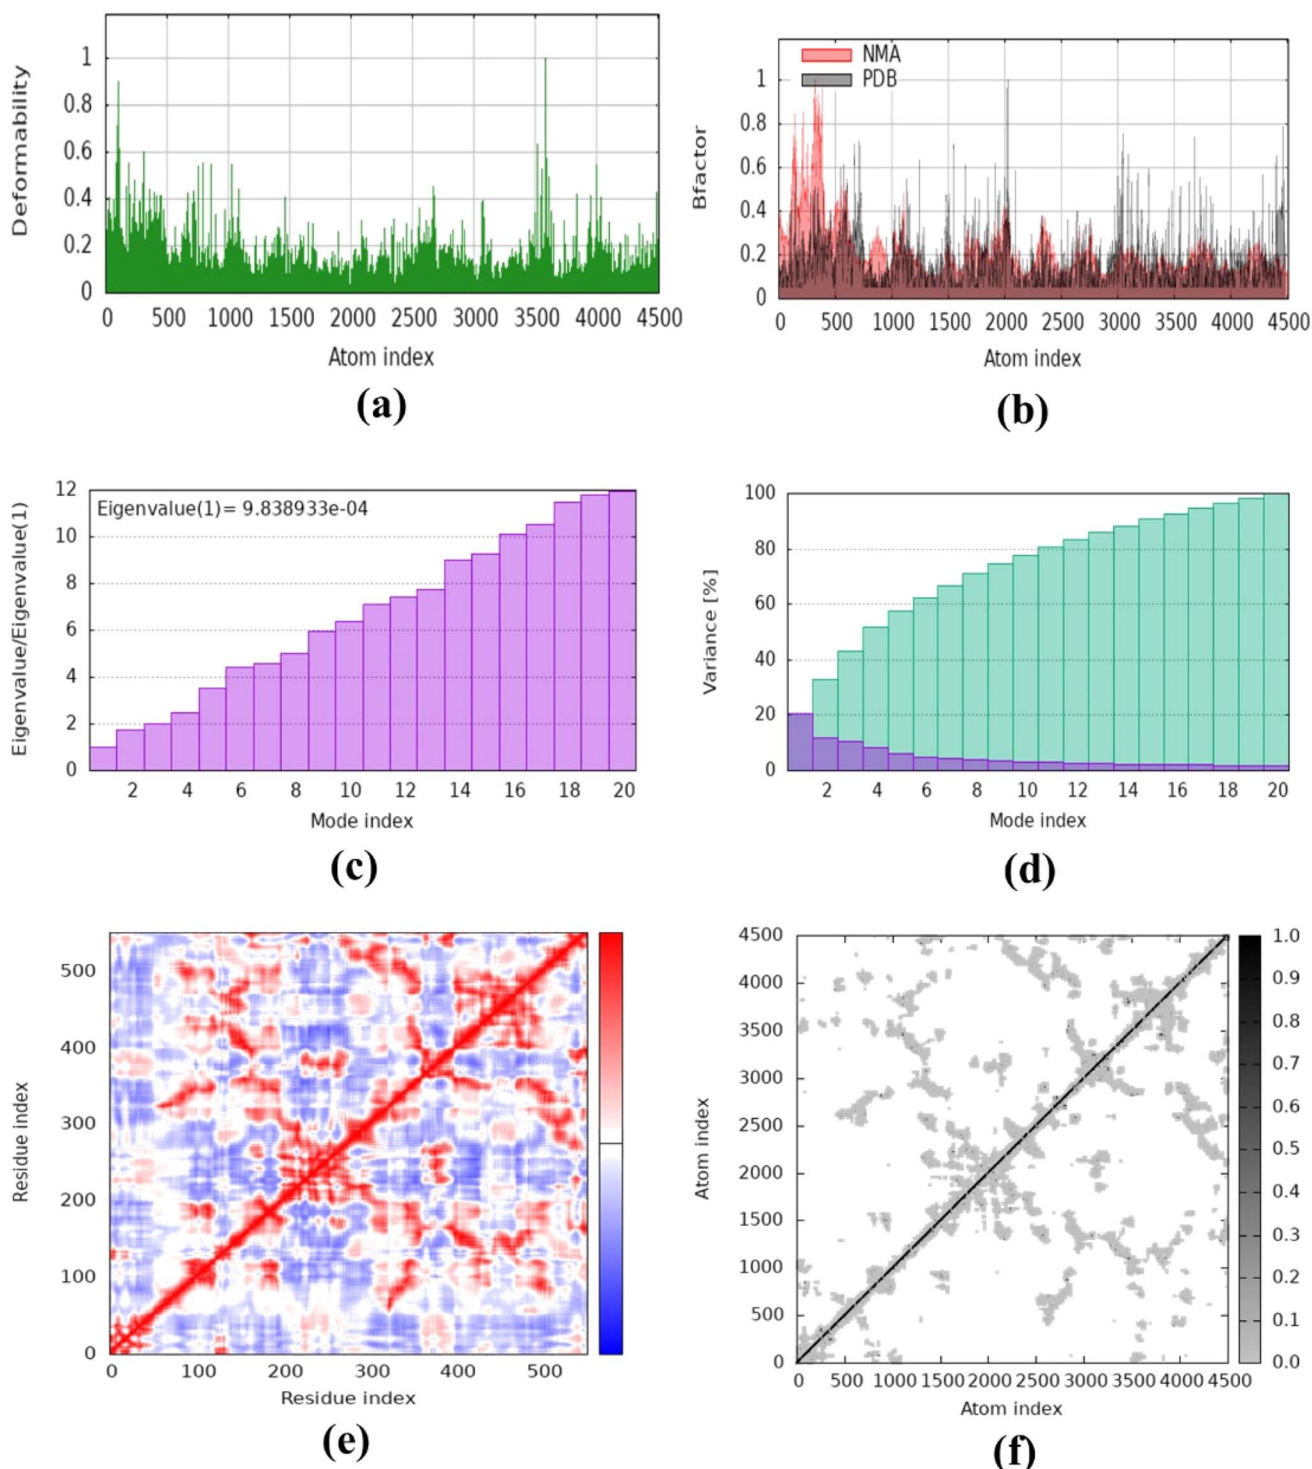 Deformability
1
0.8
0.6
0.4
0.2
0
0 500 1000 1500 2000 2500 3000 3500 4000 4500
Atom index
(a)
Bfactor
NMA
PDB
1
0.8
0.6
0.4
0.2
0
0 500 1000 1500 2000 2500 3000 3500 4000 4500
Atom index
(b)
Eigenvalue/Eigenvalue(1)
Eigenvalue(1)= 9.838933e-04
12
10
8
6
4
2
0
2 4 6 8 10 12 14 16 18 20
Mode index
(c)
Variance [%]
100
80
60
40
20
0
2 4 6 8 10 12 14 16 18 20
Mode index
(d)
Residue index
500
400
300
200
100
0
0 100 200 300 400 500
Residue index
(e)
Atom index
4500
4000
3500
3000
2500
2000
1500
1000
500
0
0 500 1000 1500 2000 2500 3000 3500 4000 4500
Atom index
1.0
0.9
0.8
0.7
0.6
0.5
0.4
0.3
0.2
0.1
0.0
(f)